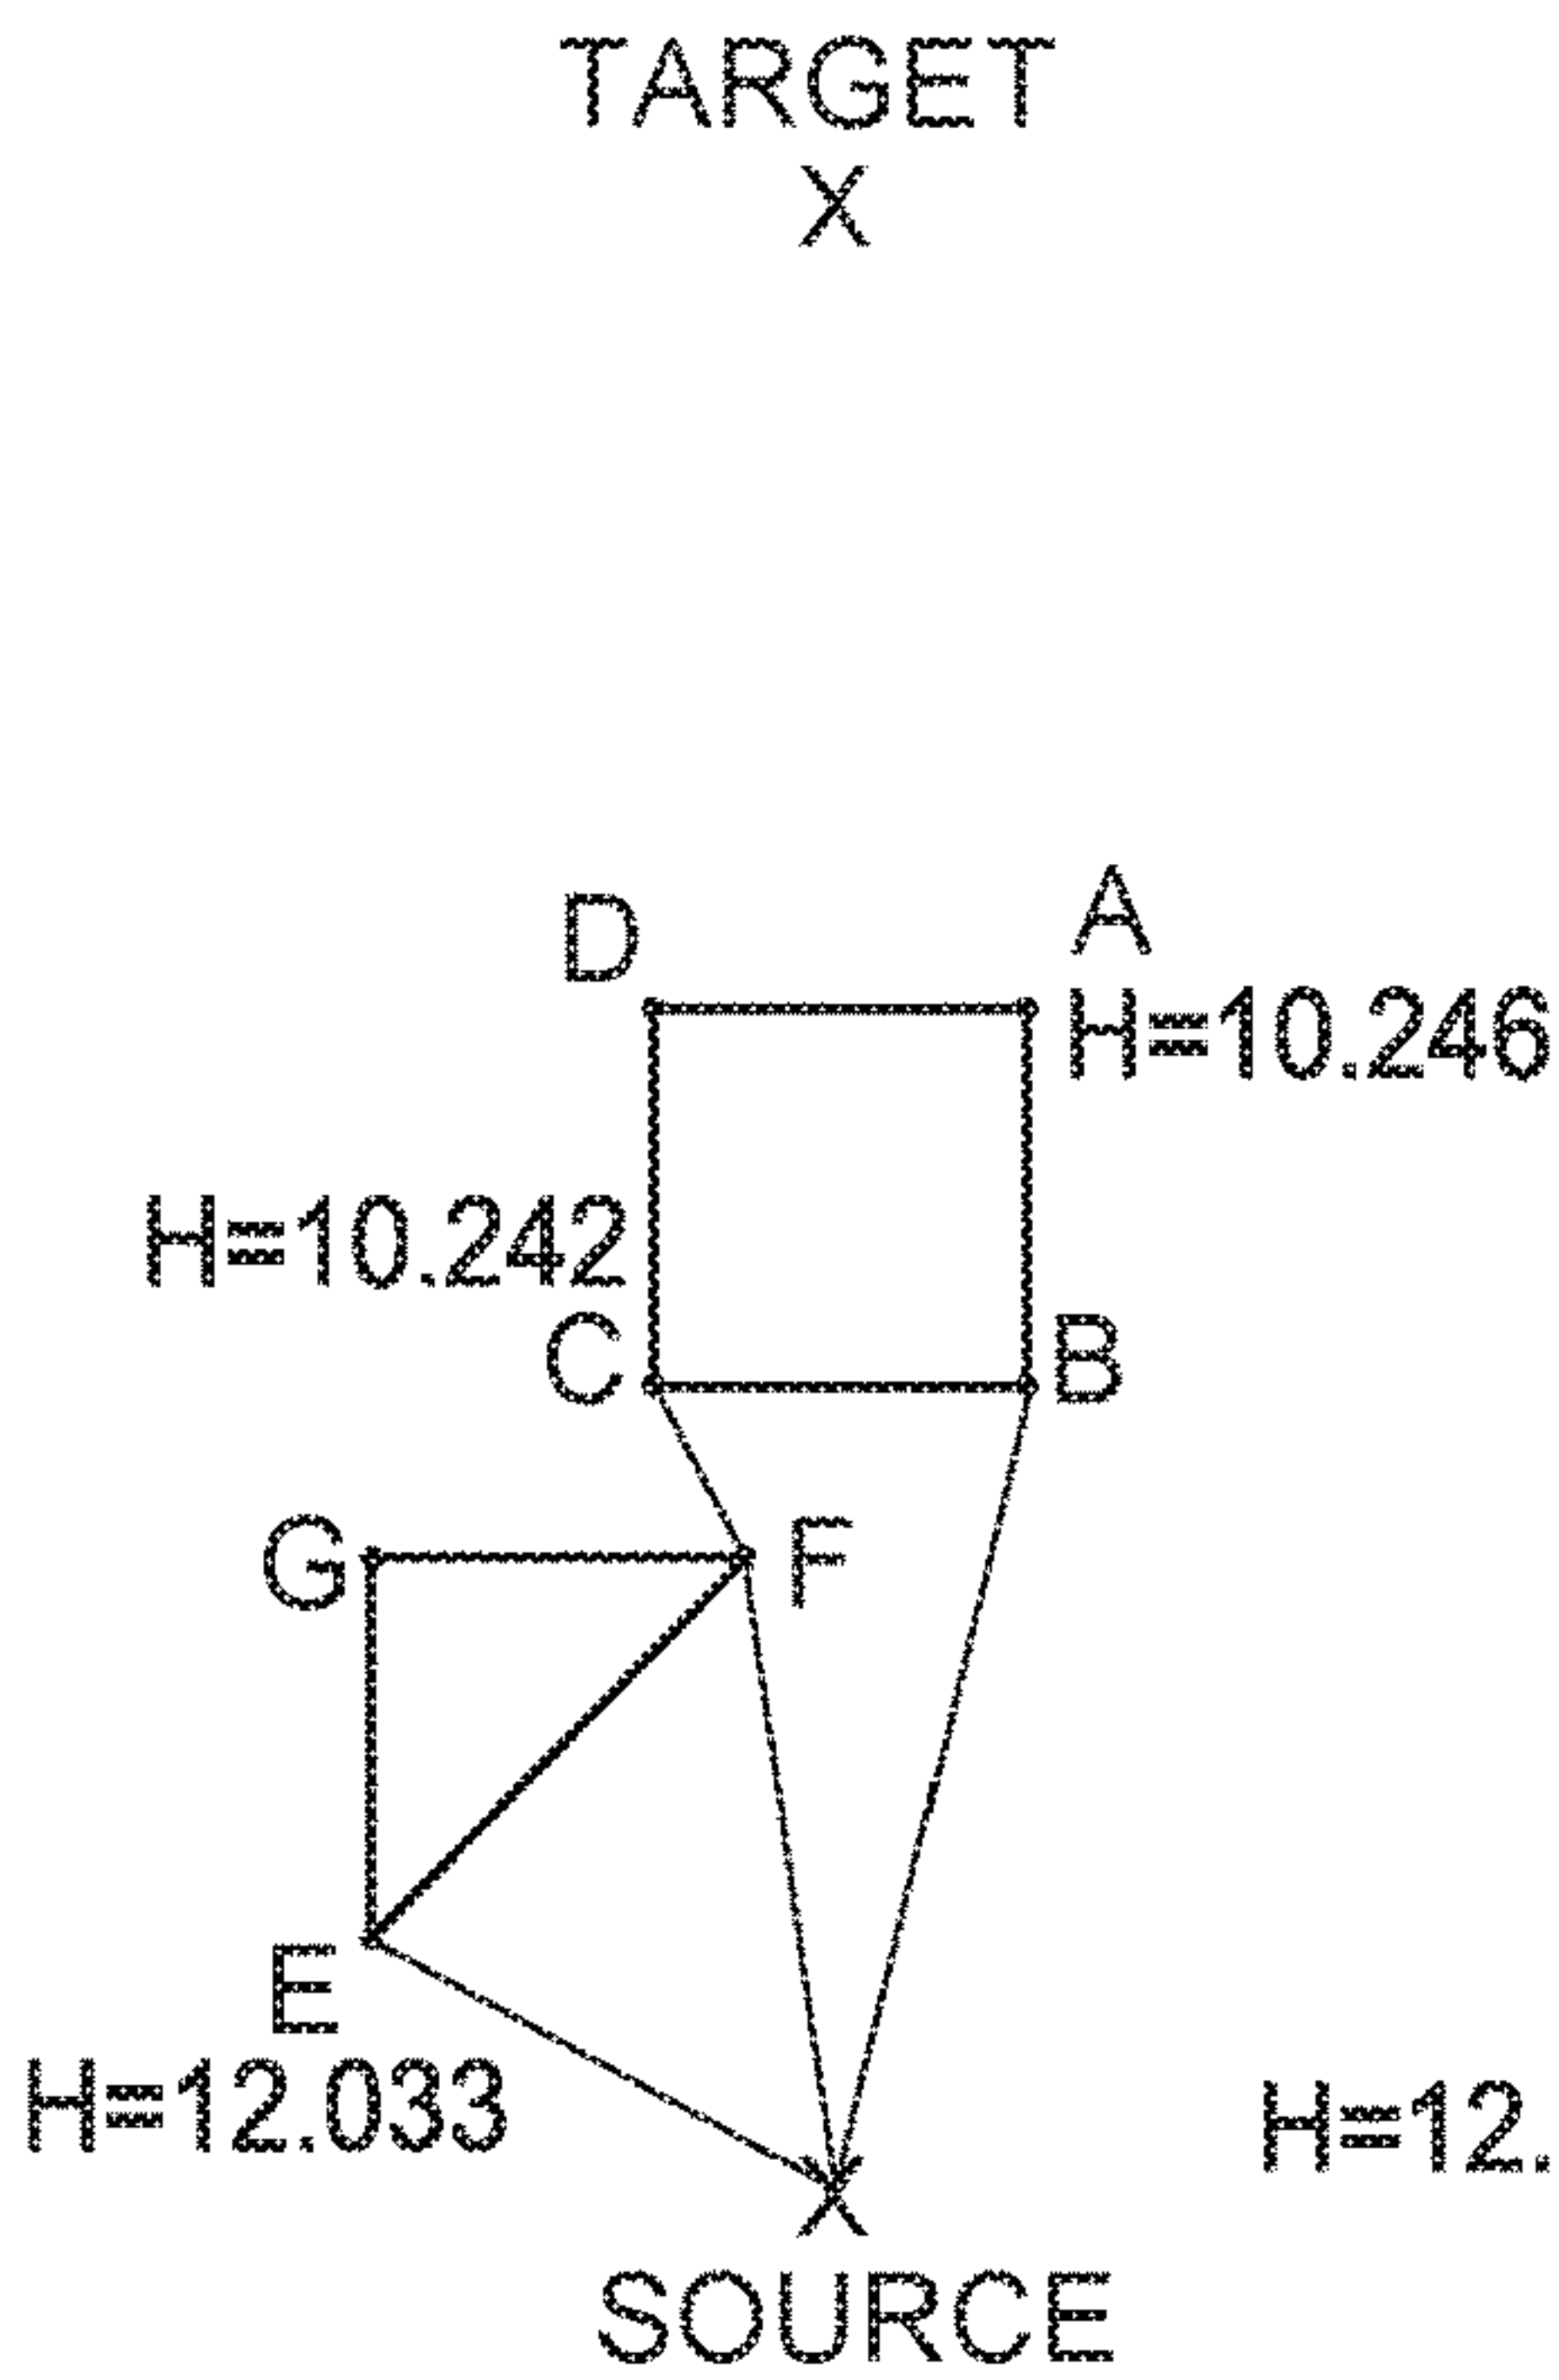 TARGET
X
D
A
H=10.246
H=10.242
C
B
G
F
E
H=12.033
H=12.
X
SOURCE